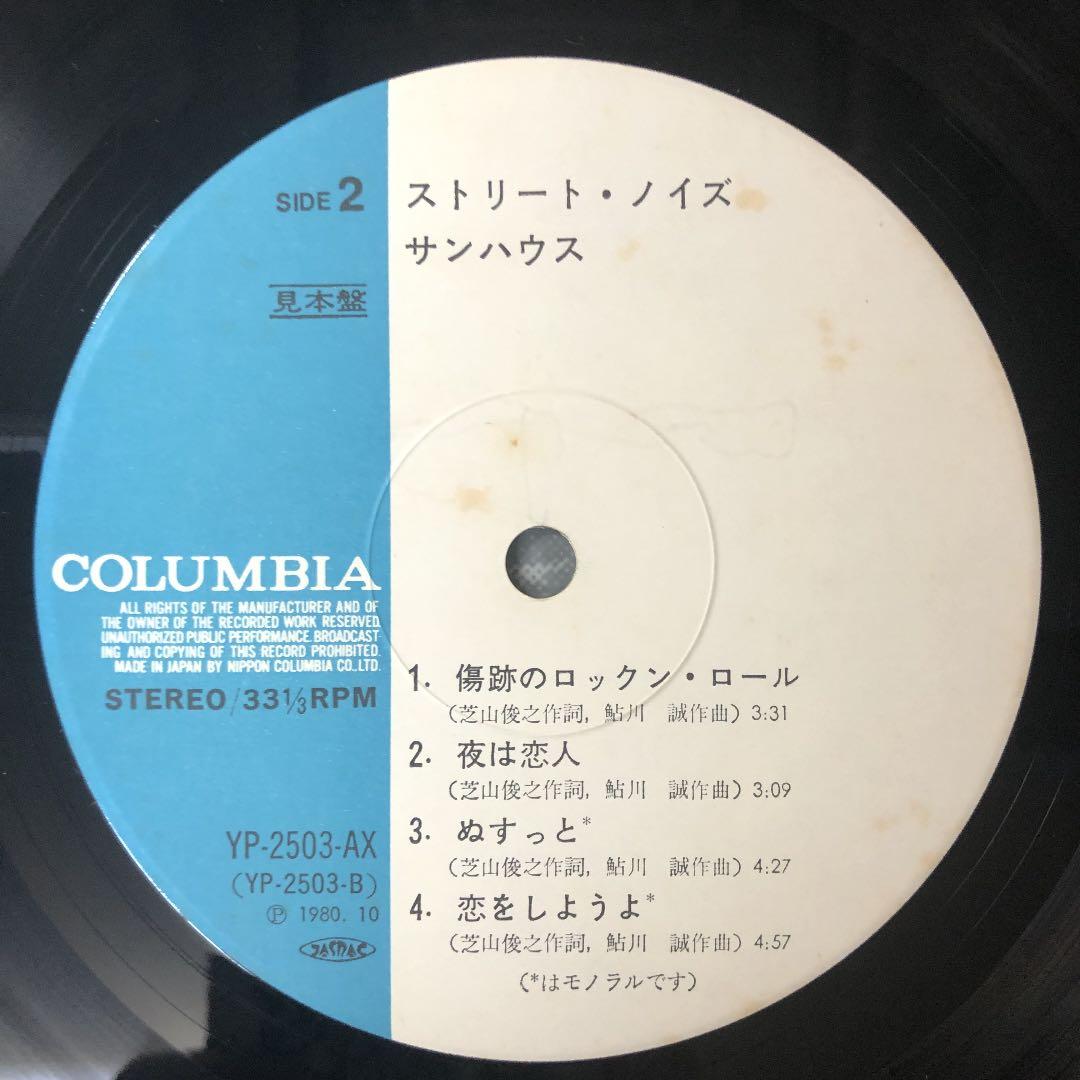 SIDE 2
ストリート・ノイズ
サンハウス
見本盤
COLUMBIA
ALL RIGHTS OF THE MANUFACTURER AND OF
THE OWNER OF THE RECORDED WORK RESERVED.
UNAUTHORIZED PUBLIC PERFORMANCE. BROADCAST-
ING AND COPYING OF THIS RECORD PROHIBITED.
MADE IN JAPAN BY NIPPON COLUMBIA CO., LTD.
STEREO/33⅓RPM
1. 傷跡のロックン・ロール
(芝山俊之作詞, 鮎川 誠作曲) 3:31
2. 夜は恋人
(芝山俊之作詞, 鮎川 誠作曲) 3:09
3. ぬすっと*
(芝山俊之作詞, 鮎川 誠作曲) 4:27
4. 恋をしようよ*
(芝山俊之作詞, 鮎川 誠作曲) 4:57
(*はモノラルです)
YP-2503-AX
(YP-2503-B)
Ⓟ 1980. 10
JASRAC